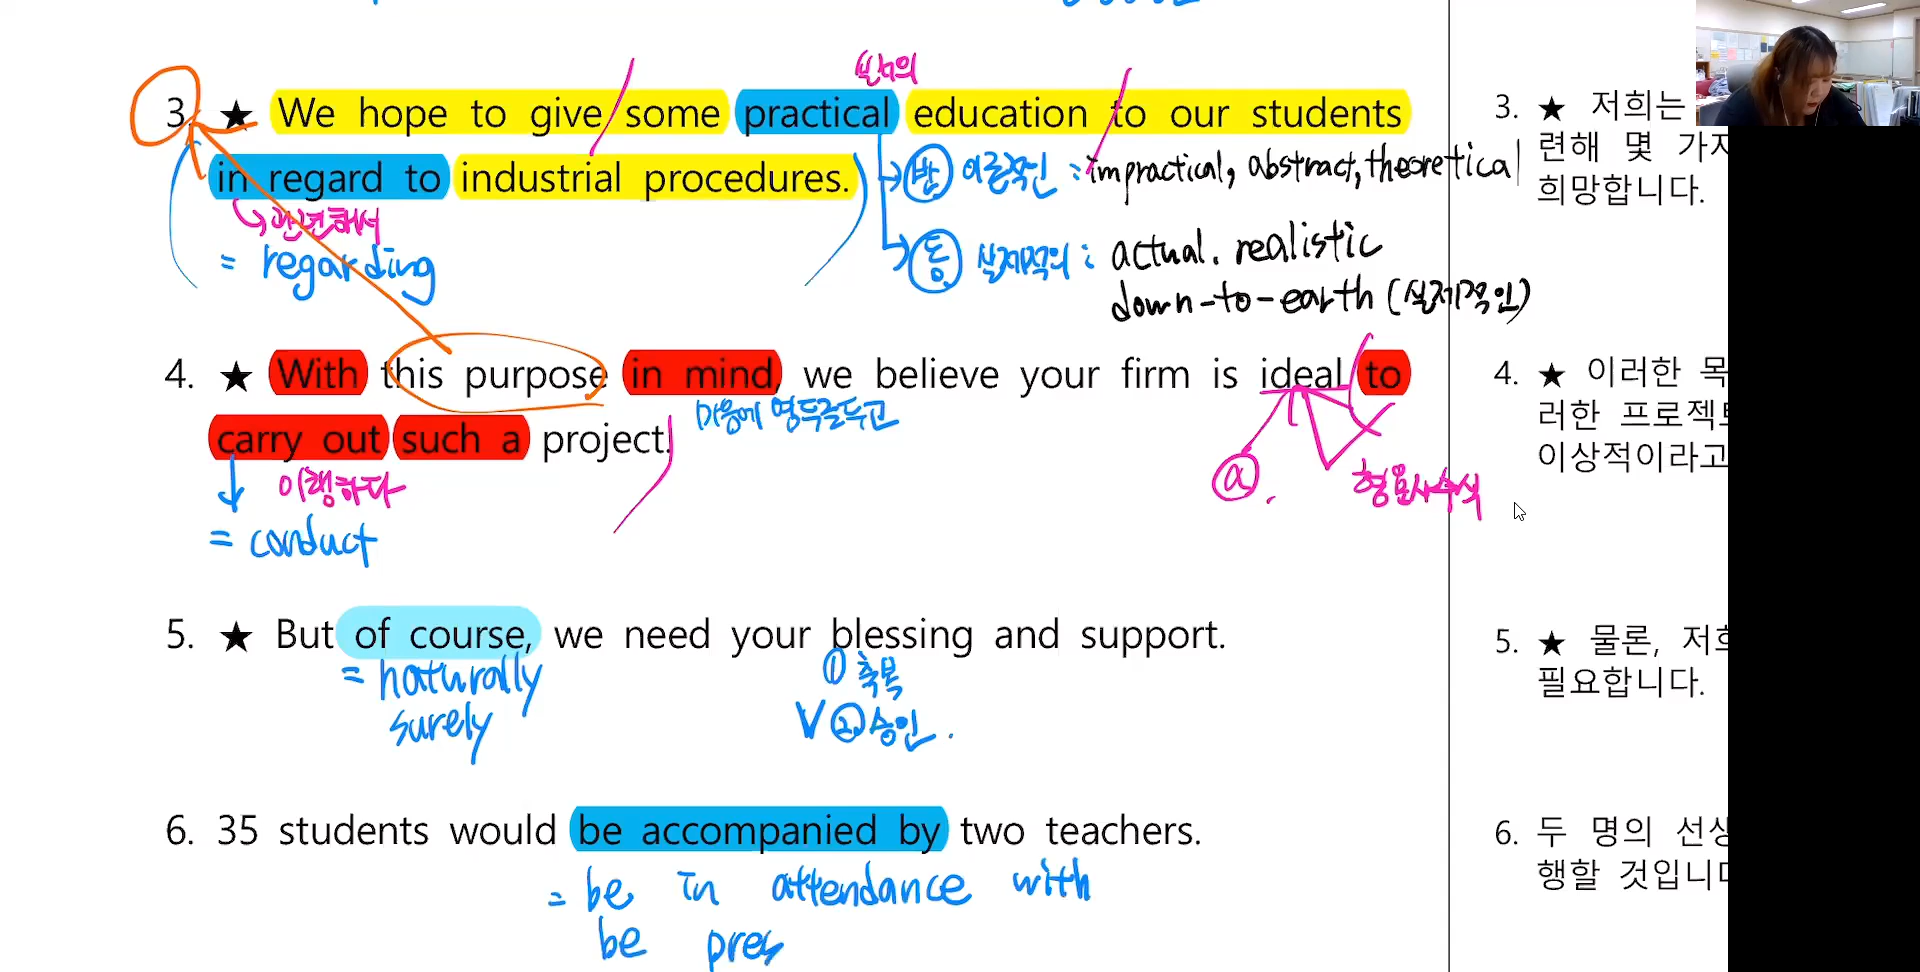 3. ★ We hope to give some practical education to our students
in regard to industrial procedures.
관련해서
= regarding
반 이론적인 : impractical, abstract, theoretical
동 실제적인 : actual, realistic
down-to-earth (실제적인)
4. ★ With this purpose in mind, we believe your firm is ideal to
마음에 염두를두고
carry out such a project.
이행하다
= conduct
a.
형용사수식
5. ★ But of course, we need your blessing and support.
= naturally
surely
① 축복
V ② 승인.
6. 35 students would be accompanied by two teachers.
= be in attendance with
be pres
3. ★ 저희는
련해 몇 가지
희망합니다.
4. ★ 이러한 목
러한 프로젝트
이상적이라고
5. ★ 물론, 저희
필요합니다.
6. 두 명의 선생
행할 것입니다